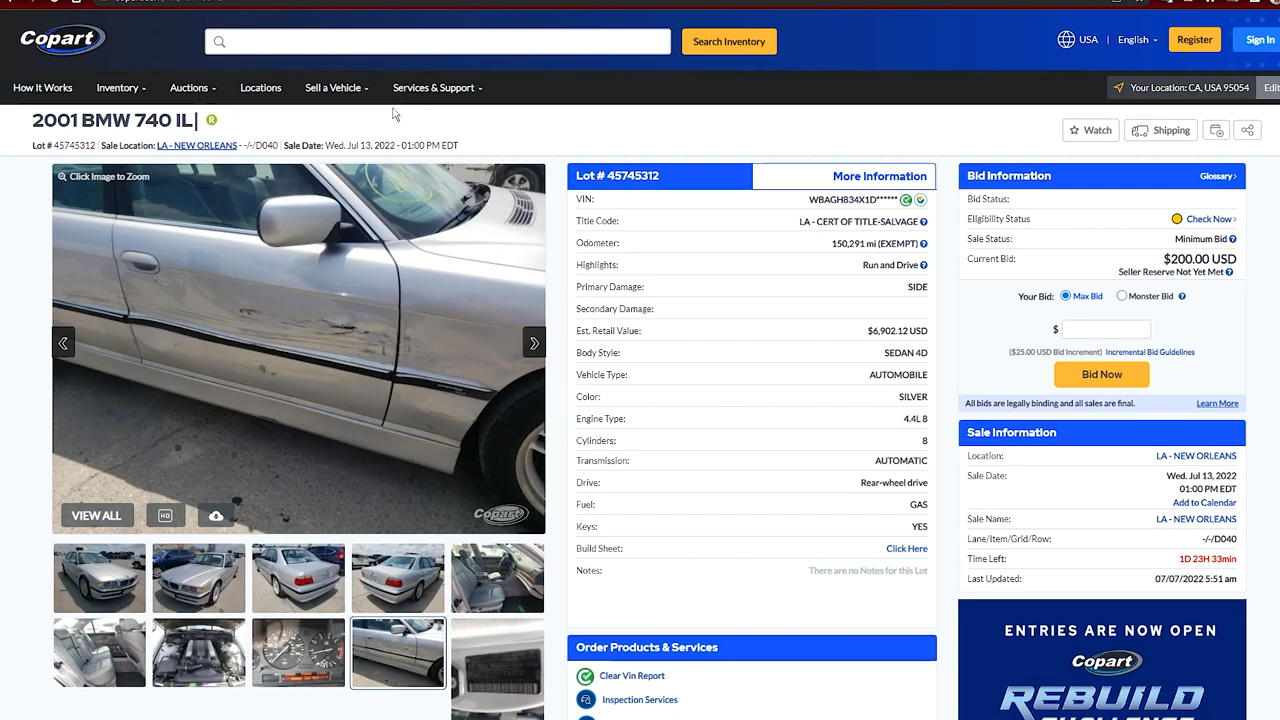 Copart
Search Inventory
USA | English
Register
Sign In
How It Works
Inventory
Auctions
Locations
Sell a Vehicle
Services & Support
Your Location: CA, USA 95054
Edit
2001 BMW 740 IL| R
Lot # 45745312 | Sale Location: LA - NEW ORLEANS - -/-/D040 | Sale Date: Wed. Jul 13, 2022 - 01:00 PM EDT
Watch
Shipping
Click Image to Zoom
VIEW ALL
HD
Copart
Lot # 45745312
More Information
VIN: WBAGH834X1D******
Title Code: LA - CERT OF TITLE-SALVAGE
Odometer: 150,291 mi (EXEMPT)
Highlights: Run and Drive
Primary Damage: SIDE
Secondary Damage:
Est. Retail Value: $6,902.12 USD
Body Style: SEDAN 4D
Vehicle Type: AUTOMOBILE
Color: SILVER
Engine Type: 4.4L 8
Cylinders: 8
Transmission: AUTOMATIC
Drive: Rear-wheel drive
Fuel: GAS
Keys: YES
Build Sheet: Click Here
Notes: There are no Notes for this Lot
Order Products & Services
Clear Vin Report
Inspection Services
Bid Information
Glossary
Bid Status:
Eligibility Status Check Now
Sale Status: Minimum Bid
Current Bid: $200.00 USD
Seller Reserve Not Yet Met
Your Bid: Max Bid Monster Bid
$
($25.00 USD Bid Increment) Incremental Bid Guidelines
Bid Now
All bids are legally binding and all sales are final. Learn More
Sale Information
Location: LA - NEW ORLEANS
Sale Date: Wed. Jul 13, 2022
01:00 PM EDT
Add to Calendar
Sale Name: LA - NEW ORLEANS
Lane/Item/Grid/Row: -/-/D040
Time Left: 1D 23H 33min
Last Updated: 07/07/2022 5:51 am
ENTRIES ARE NOW OPEN
Copart
REBUILD